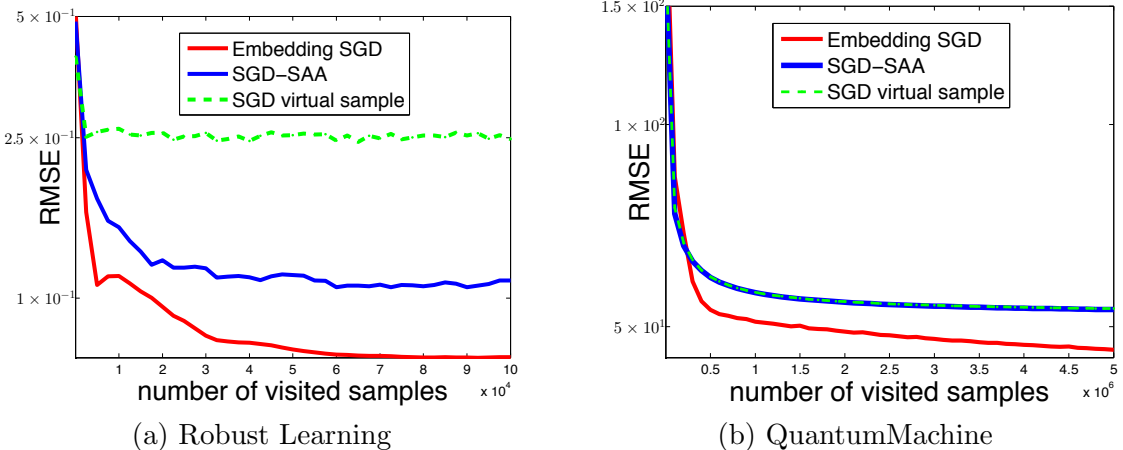 5 × 10⁻¹
2.5 × 10⁻¹
1 × 10⁻¹
RMSE
Embedding SGD
SGD−SAA
SGD virtual sample
1 2 3 4 5 6 7 8 9 10
number of visited samples
x 10⁴
(a) Robust Learning
1.5 × 10²
1 × 10²
5 × 10¹
RMSE
Embedding SGD
SGD−SAA
SGD virtual sample
0.5 1 1.5 2 2.5 3 3.5 4 4.5 5
number of visited samples
x 10⁶
(b) QuantumMachine